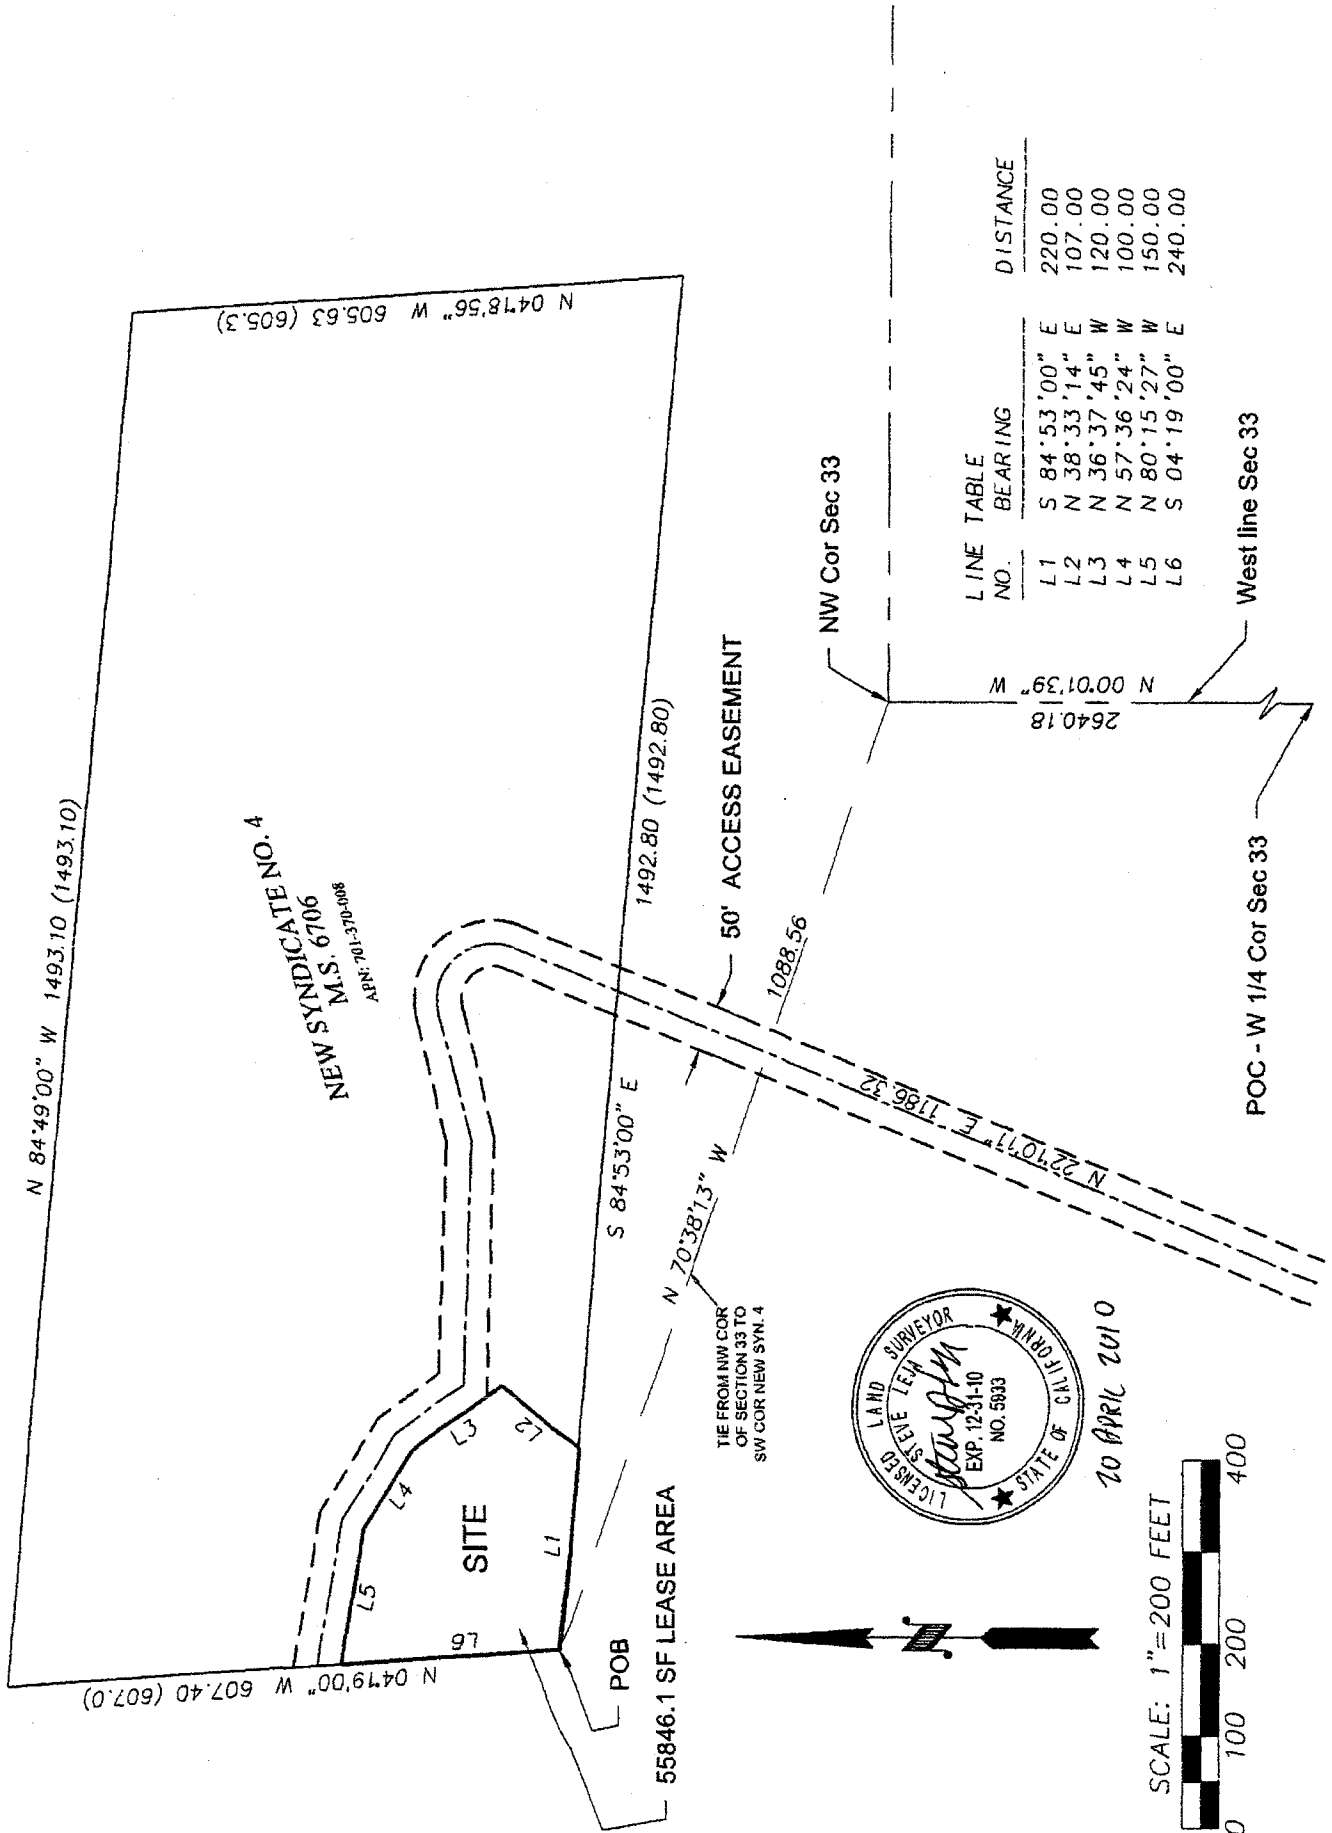 N 84°49'00" W 1493.10 (1493.10)
N 04°18'56" W 605.63 (605.3)
NEW SYNDICATE NO. 4
M.S. 6706
APN: 701-370-008
N 04°19'00" W 607.40 (607.0)
L5
L4
L3
L2
L1
L6
SITE
S 84°53'00" E
1492.80 (1492.80)
50' ACCESS EASEMENT
POB
55846.1 SF LEASE AREA
N 70°38'13" W
1088.56
TIE FROM NW COR
OF SECTION 33 TO
SW COR NEW SYN. 4
N 22°10'11" E 1186.32
NW Cor Sec 33
N 00°01'39" W
2640.18
West line Sec 33
POC - W 1/4 Cor Sec 33
LINE TABLE
NO. BEARING DISTANCE
L1 S 84°53'00" E 220.00
L2 N 38°33'14" E 107.00
L3 N 36°37'45" W 120.00
L4 N 57°36'24" W 100.00
L5 N 80°15'27" W 150.00
L6 S 04°19'00" E 240.00
LICENSED LAND SURVEYOR
STEVE LEJA
EXP. 12-31-10
NO. 5933
STATE OF CALIFORNIA
20 APRIL 2010
SCALE: 1"=200 FEET
0 100 200 400